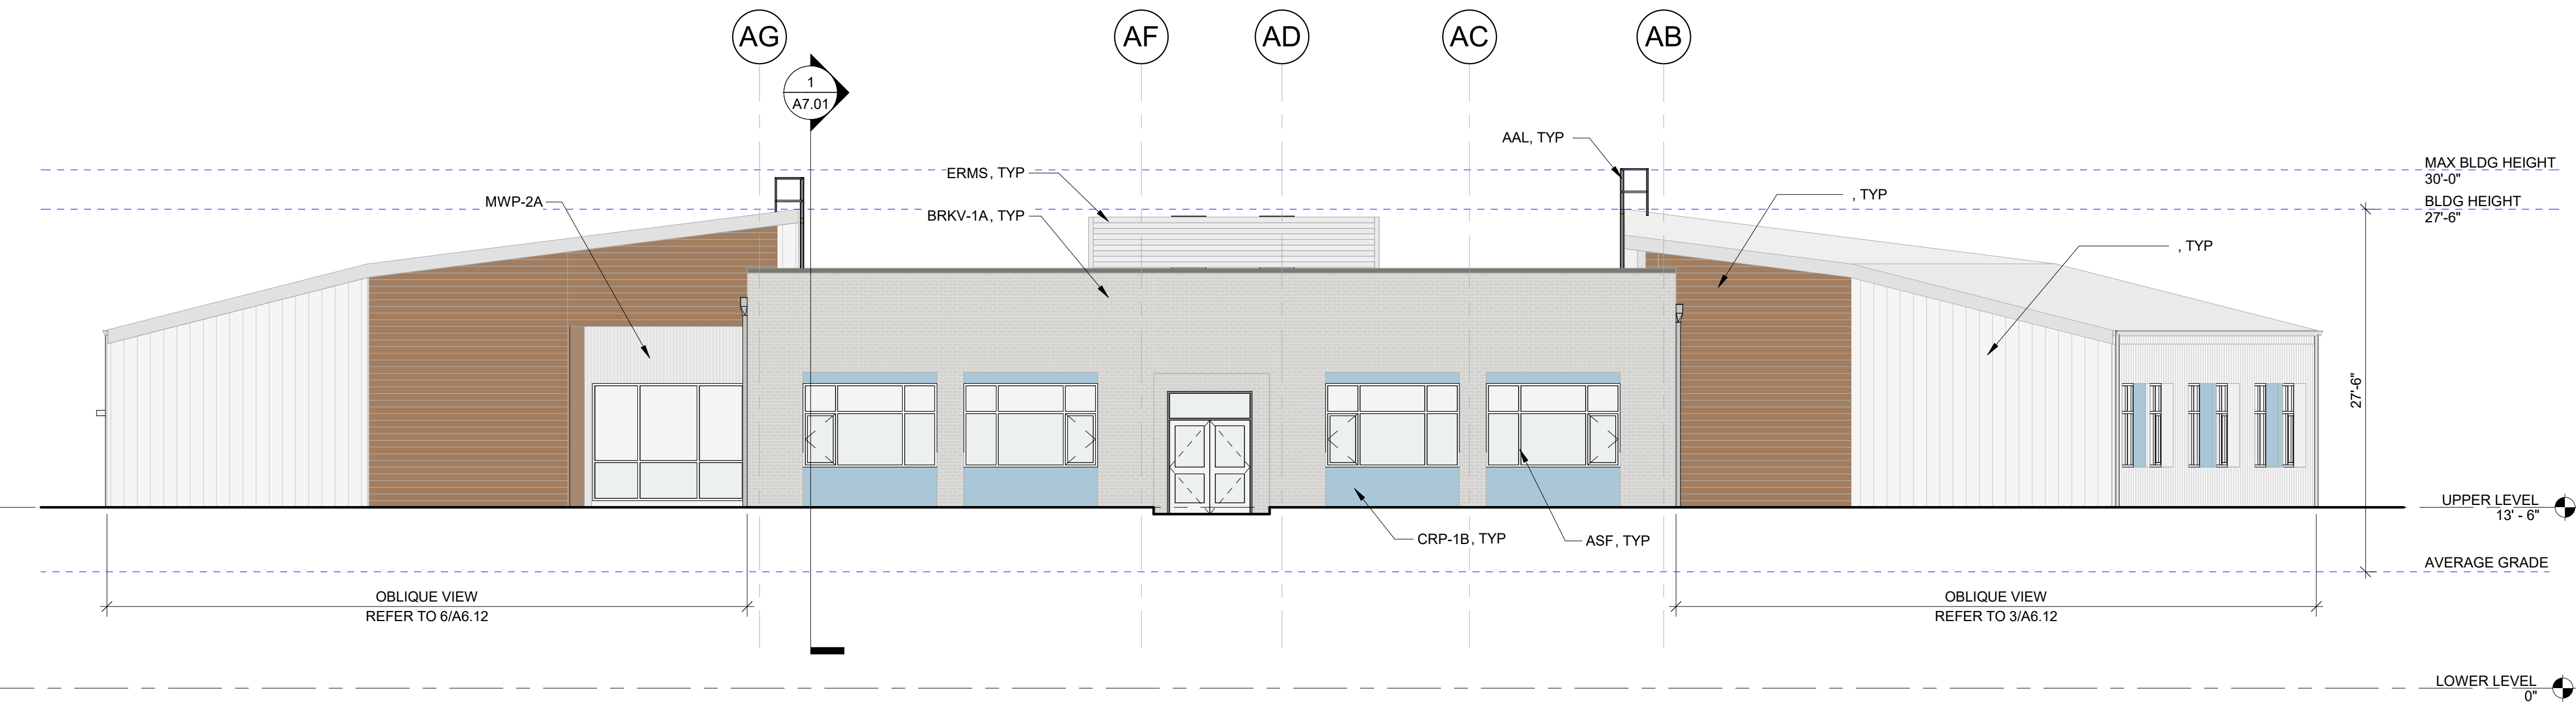 AG
AF
AD
AC
AB
1
A7.01
AAL, TYP
MAX BLDG HEIGHT
30'-0"
ERMS, TYP
, TYP
MWP-2A
BLDG HEIGHT
27'-6"
BRKV-1A, TYP
, TYP
27'-6"
UPPER LEVEL
13' - 6"
CRP-1B, TYP
ASF, TYP
AVERAGE GRADE
OBLIQUE VIEW
REFER TO 6/A6.12
OBLIQUE VIEW
REFER TO 3/A6.12
LOWER LEVEL
0"